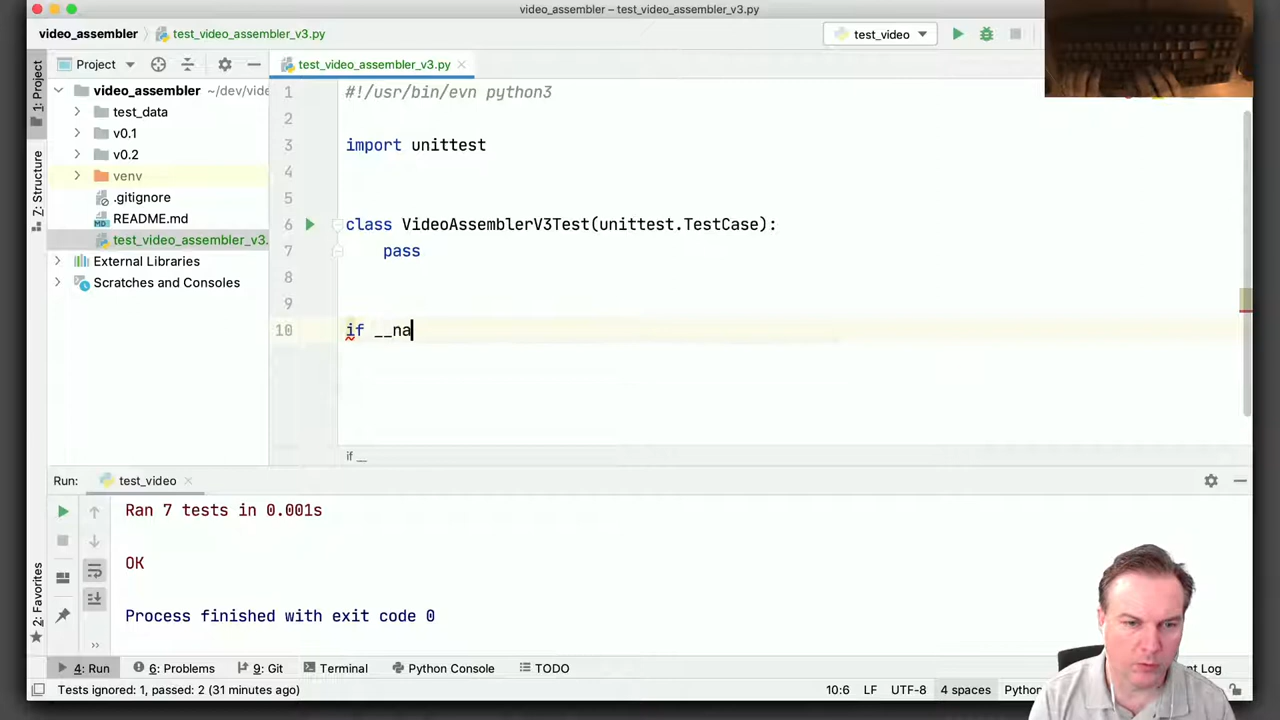 video_assembler – test_video_assembler_v3.py
video_assembler
test_video_assembler_v3.py
test_video
1: Project
Project
test_video_assembler_v3.py
video_assembler ~/dev/vide
test_data
v0.1
v0.2
venv
.gitignore
README.md
test_video_assembler_v3.
External Libraries
Scratches and Consoles
Z: Structure
1 #!/usr/bin/evn python3
2
3 import unittest
4
5
6 class VideoAssemblerV3Test(unittest.TestCase):
7 pass
8
9
10 if __na
if __
Run: test_video
Ran 7 tests in 0.001s
OK
Process finished with exit code 0
2: Favorites
4: Run
6: Problems
9: Git
Terminal
Python Console
TODO
nt Log
Tests ignored: 1, passed: 2 (31 minutes ago)
10:6 LF UTF-8 4 spaces Python